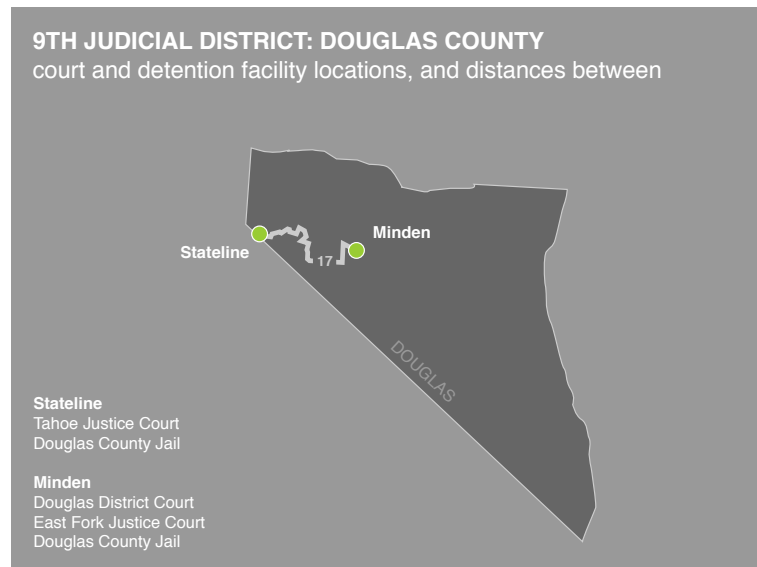 9TH JUDICIAL DISTRICT: DOUGLAS COUNTY
court and detention facility locations, and distances between
Minden
Stateline
17
DOUGLAS
Stateline
Tahoe Justice Court
Douglas County Jail
Minden
Douglas District Court
East Fork Justice Court
Douglas County Jail